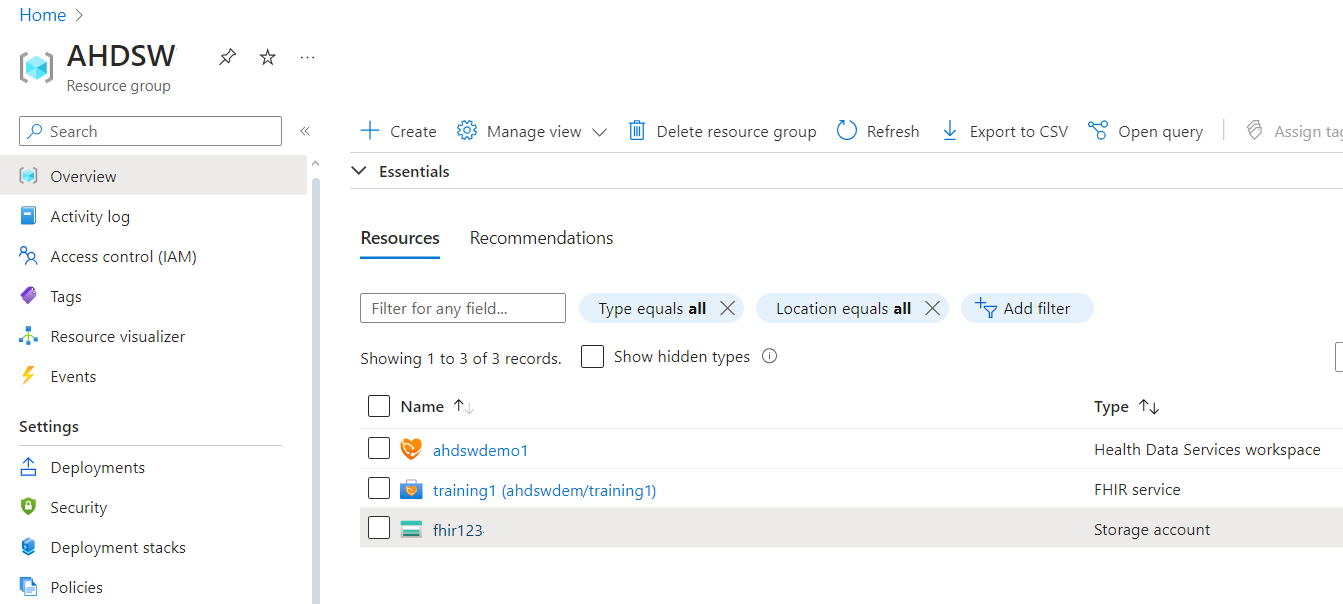 Home
AHDSW
Resource group
Search
Overview
Activity log
Access control (IAM)
Tags
Resource visualizer
Events
Settings
Deployments
Security
Deployment stacks
Policies
Create Manage view Delete resource group Refresh Export to CSV Open query Assign tag
Essentials
Resources Recommendations
Filter for any field... Type equals all Location equals all Add filter
Showing 1 to 3 of 3 records. Show hidden types
Name Type
ahdswdemo1 Health Data Services workspace
training1 (ahdswdem/training1) FHIR service
fhir123 Storage account